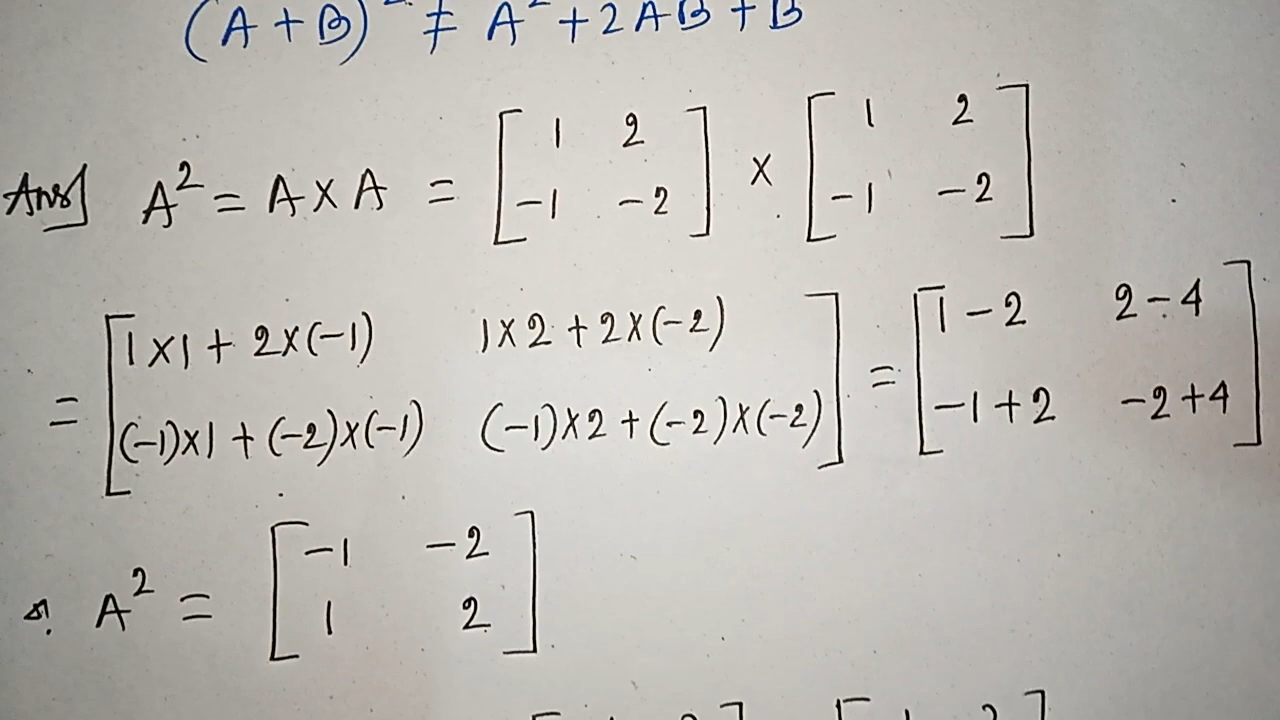 (A + B)² ≠ A² + 2AB + B
Ans] A² = A × A = [1 2; -1 -2] × [1 2; -1 -2]
= [1×1 + 2×(-1) 1×2 + 2×(-2); (-1)×1 + (-2)×(-1) (-1)×2 + (-2)×(-2)] = [1-2 2-4; -1+2 -2+4]
A² = [-1 -2; 1 2]